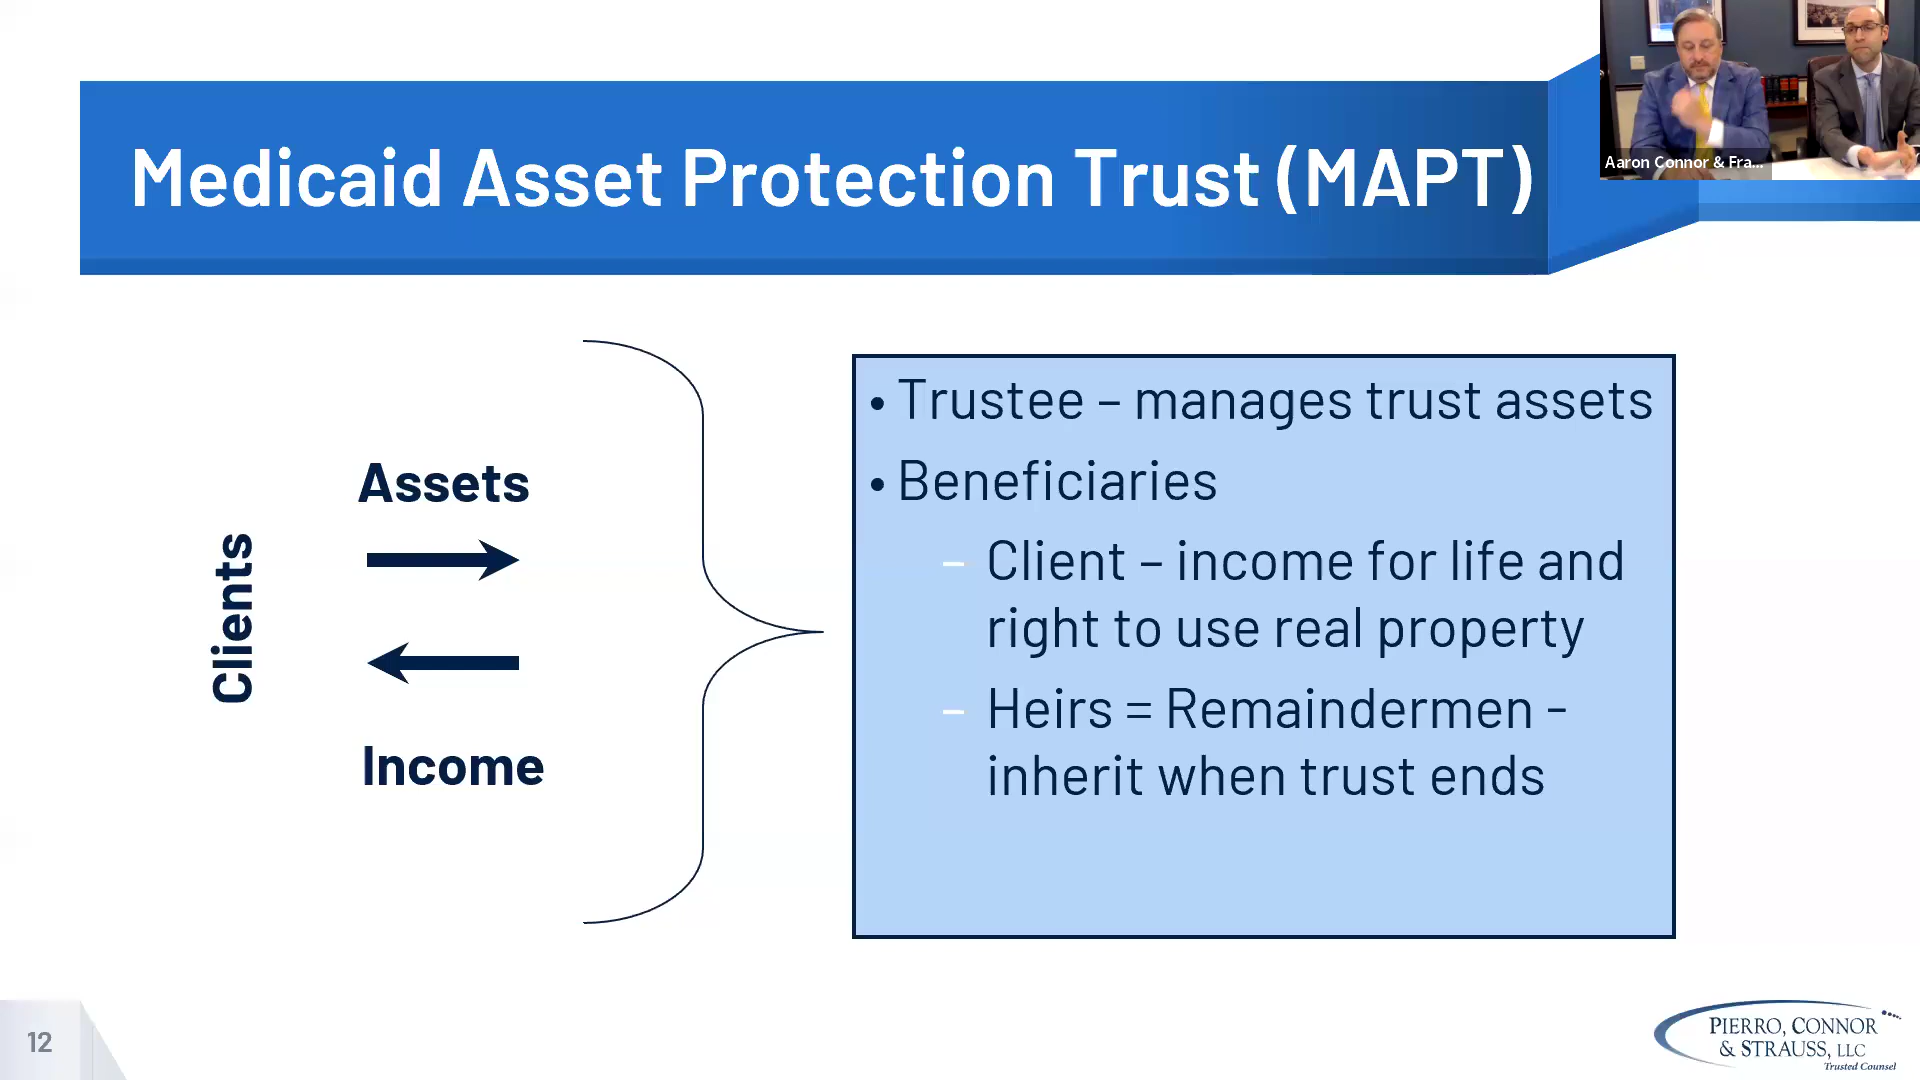 Medicaid Asset Protection Trust (MAPT)
Aaron Connor & Fra...
Clients
Assets
Income
• Trustee – manages trust assets
• Beneficiaries
– Client – income for life and
right to use real property
– Heirs = Remaindermen -
inherit when trust ends
12
PIERRO, CONNOR
& STRAUSS, LLC
Trusted Counsel